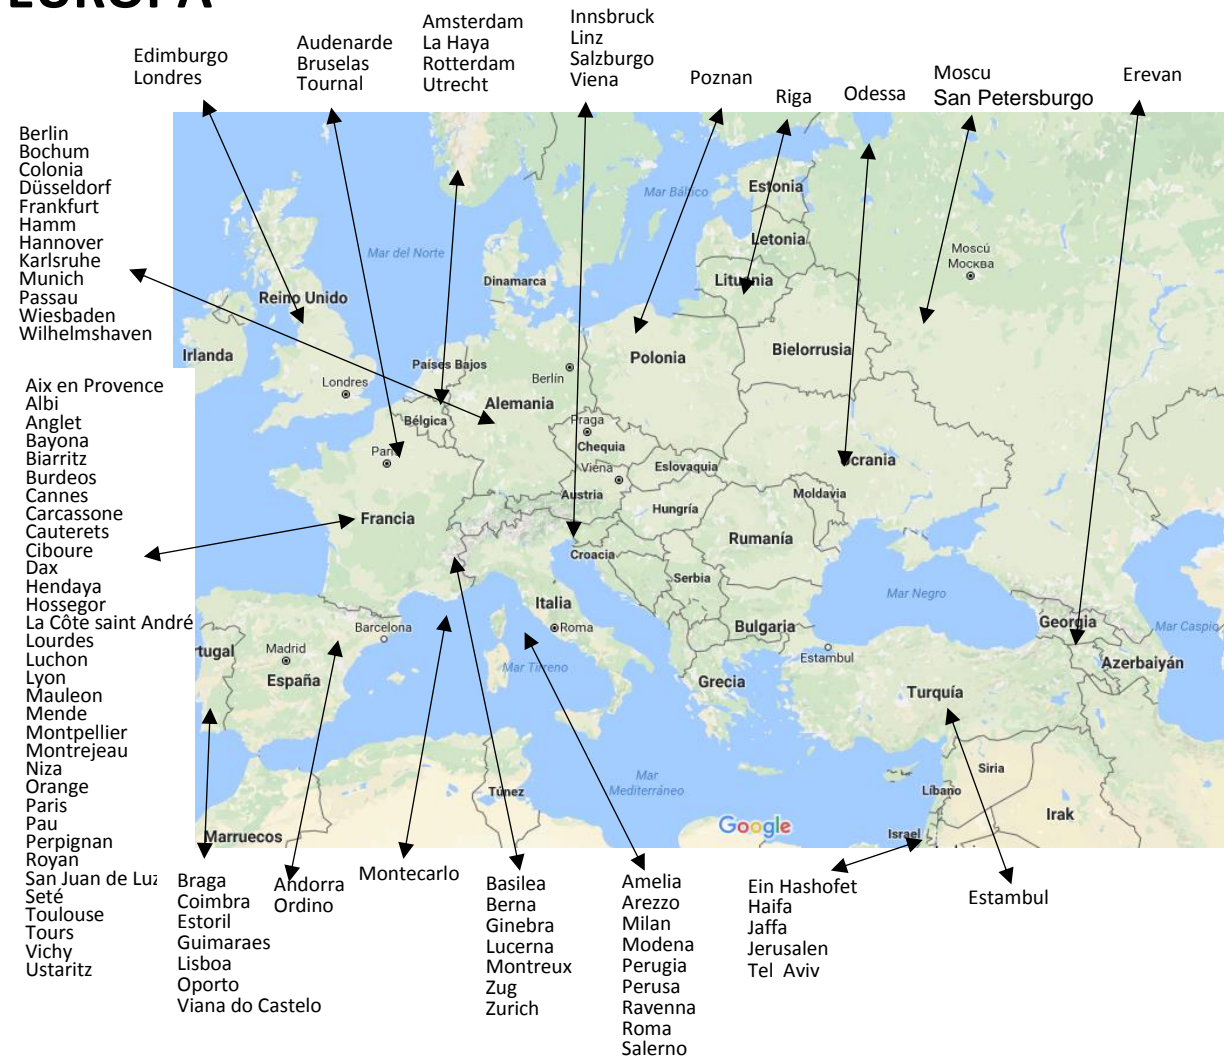 EUROPA
Edimburgo
Londres
Audenarde
Bruselas
Tournal
Amsterdam
La Haya
Rotterdam
Utrecht
Innsbruck
Linz
Salzburgo
Viena
Poznan
Riga
Odessa
Moscu
San Petersburgo
Erevan
Berlin
Bochum
Colonia
Düsseldorf
Frankfurt
Hamm
Hannover
Karlsruhe
Munich
Passau
Wiesbaden
Wilhelmshaven
Aix en Provence
Albi
Anglet
Bayona
Biarritz
Burdeos
Cannes
Carcassone
Cauterets
Ciboure
Dax
Hendaya
Hossegor
La Côte saint André
Lourdes
Luchon
Lyon
Mauleon
Mende
Montpellier
Montrejeau
Niza
Orange
Paris
Pau
Perpignan
Royan
San Juan de Luz
Seté
Toulouse
Tours
Vichy
Ustaritz
Mar Báltico
Estonia
Letonia
Lituania
Moscú
Москва
Mar del Norte
Dinamarca
Reino Unido
Irlanda
Países Bajos
Londres
Berlín
Polonia
Bielorrusia
Bélgica
Alemania
Praga
Chequia
París
Viena
Eslovaquia
Ucrania
Austria
Hungría
Moldavia
Francia
Croacia
Rumanía
Serbia
Italia
Mar Negro
Barcelona
Roma
Bulgaria
Georgia
Mar Caspio
Portugal
Madrid
España
Mar Tirreno
Estambul
Azerbaiyán
Grecia
Turquía
Túnez
Mar
Mediterráneo
Siria
Líbano
Irak
Marruecos
Google
Israel
Braga
Coimbra
Estoril
Guimaraes
Lisboa
Oporto
Viana do Castelo
Andorra
Ordino
Montecarlo
Basilea
Berna
Ginebra
Lucerna
Montreux
Zug
Zurich
Amelia
Arezzo
Milan
Modena
Perugia
Perusa
Ravenna
Roma
Salerno
Ein Hashofet
Haifa
Jaffa
Jerusalen
Tel Aviv
Estambul